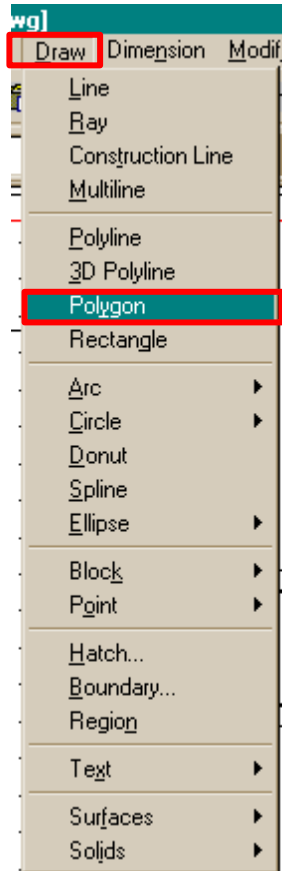 wg]
Draw Dimension Modif
Line
Ray
Construction Line
Multiline
Polyline
3D Polyline
Polygon
Rectangle
Arc
Circle
Donut
Spline
Ellipse
Block
Point
Hatch...
Boundary...
Region
Text
Surfaces
Solids